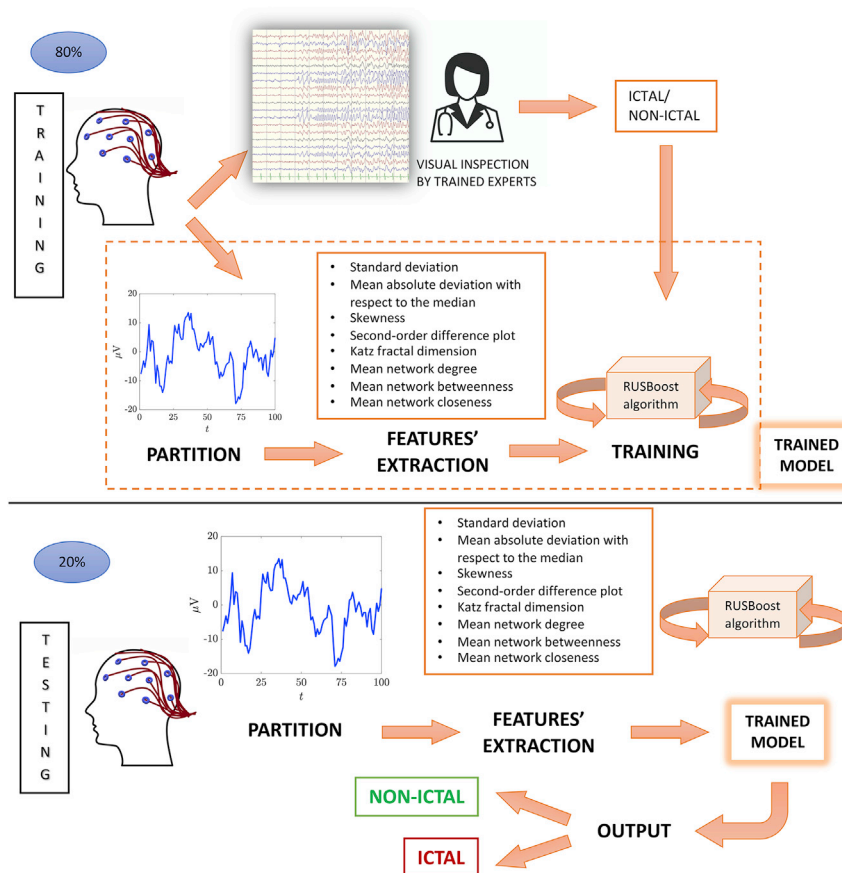 80%
TRAINING
VISUAL INSPECTION
BY TRAINED EXPERTS
ICTAL/
NON-ICTAL
• Standard deviation
• Mean absolute deviation with
respect to the median
• Skewness
• Second-order difference plot
• Katz fractal dimension
• Mean network degree
• Mean network betweenness
• Mean network closeness
20
10
0
-10
-20
μV
0
25
50
75
100
t
RUSBoost
algorithm
PARTITION
FEATURES'
EXTRACTION
TRAINING
TRAINED
MODEL
20%
TESTING
20
10
0
-10
-20
μV
0
25
50
75
100
t
• Standard deviation
• Mean absolute deviation with
respect to the median
• Skewness
• Second-order difference plot
• Katz fractal dimension
• Mean network degree
• Mean network betweenness
• Mean network closeness
RUSBoost
algorithm
PARTITION
FEATURES'
EXTRACTION
TRAINED
MODEL
NON-ICTAL
OUTPUT
ICTAL